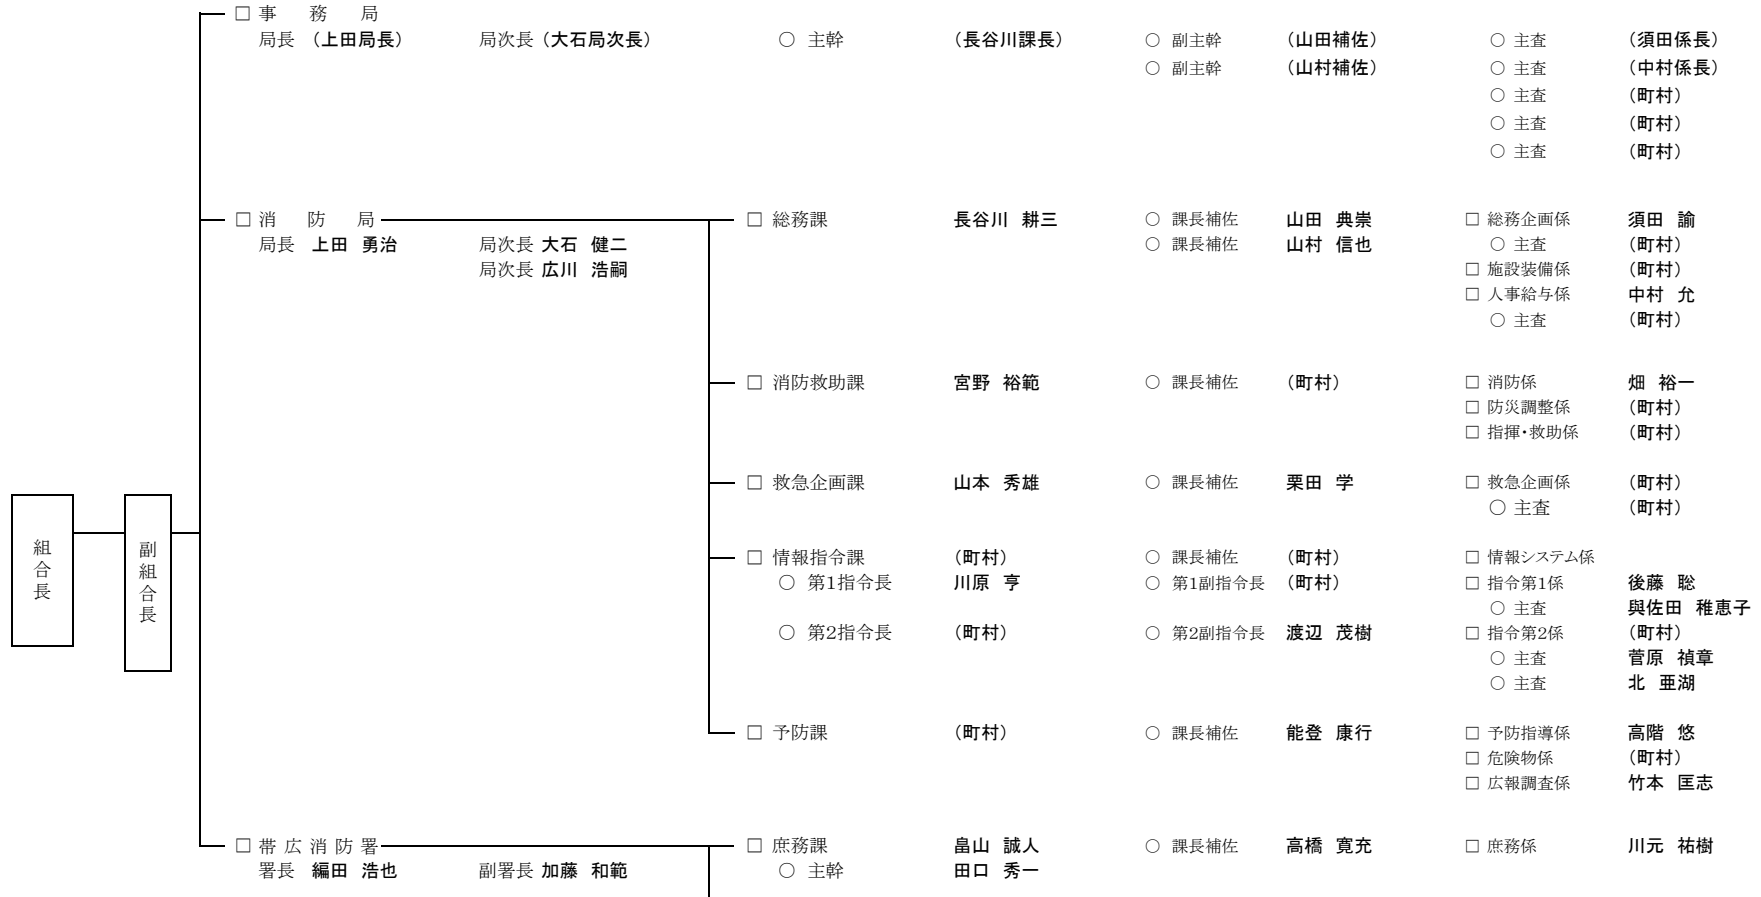 □ 事 務 局
局長 （上田局長） 局次長 （大石局次長） ○ 主幹 （長谷川課長） ○ 副主幹 （山田補佐） ○ 主査 （須田係長）
○ 副主幹 （山村補佐） ○ 主査 （中村係長）
○ 主査 （町村）
○ 主査 （町村）
○ 主査 （町村）
□ 消 防 局 □ 総務課 長谷川 耕三 ○ 課長補佐 山田 典崇 □ 総務企画係 須田 諭
局長 上田 勇治 局次長 大石 健二 ○ 課長補佐 山村 信也 ○ 主査 （町村）
局次長 広川 浩嗣 □ 施設装備係 （町村）
□ 人事給与係 中村 允
○ 主査 （町村）
□ 消防救助課 宮野 裕範 ○ 課長補佐 （町村） □ 消防係 畑 裕一
□ 防災調整係 （町村）
□ 指揮・救助係 （町村）
□ 救急企画課 山本 秀雄 ○ 課長補佐 栗田 学 □ 救急企画係 （町村）
○ 主査 （町村）
組合長
副組合長
□ 情報指令課 （町村） ○ 課長補佐 （町村） □ 情報システム係
○ 第1指令長 川原 亨 ○ 第1副指令長 （町村） □ 指令第1係 後藤 聡
○ 主査 與佐田 稚恵子
○ 第2指令長 （町村） ○ 第2副指令長 渡辺 茂樹 □ 指令第2係 （町村）
○ 主査 菅原 禎章
○ 主査 北 亜湖
□ 予防課 （町村） ○ 課長補佐 能登 康行 □ 予防指導係 高階 悠
□ 危険物係 （町村）
□ 広報調査係 竹本 匡志
□ 帯広消防署 □ 庶務課 畠山 誠人 ○ 課長補佐 高橋 寛充 □ 庶務係 川元 祐樹
署長 編田 浩也 副署長 加藤 和範 ○ 主幹 田口 秀一